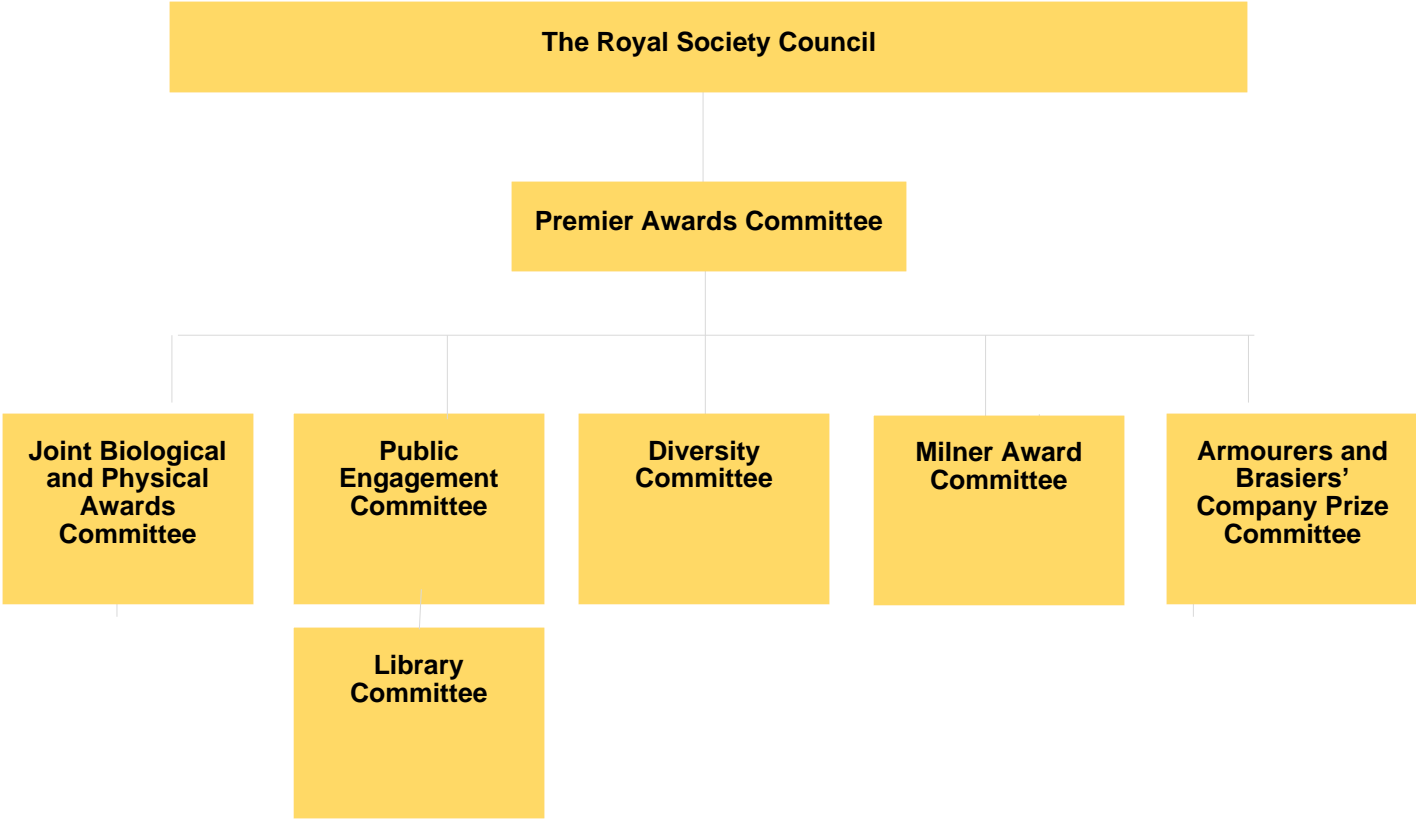 The Royal Society Council
Premier Awards Committee
Joint Biological
and Physical
Awards
Committee
Public
Engagement
Committee
Diversity
Committee
Milner Award
Committee
Armourers and
Brasiers’
Company Prize
Committee
Library
Committee